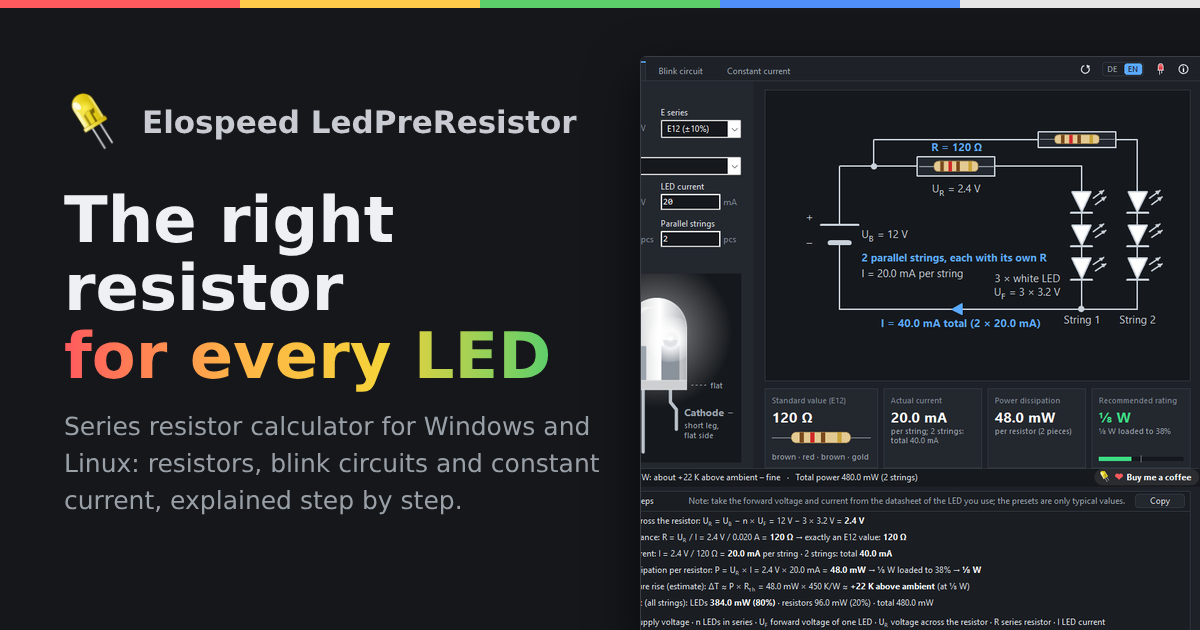 Elospeed LedPreResistor
The right
resistor
for every LED
Series resistor calculator for Windows and
Linux: resistors, blink circuits and constant
current, explained step by step.
Blink circuit
Constant current
DE
EN
E series
V
E12 (±10%)
LED current
V
20
mA
Parallel strings
pcs
2
pcs
flat
Cathode –
short leg,
flat side
R = 120 Ω
U_R = 2.4 V
+
–
U_B = 12 V
2 parallel strings, each with its own R
I = 20.0 mA per string
3 × white LED
U_F = 3 × 3.2 V
I = 40.0 mA total (2 × 20.0 mA)
String 1
String 2
Standard value (E12)
120 Ω
brown · red · brown · gold
Actual current
20.0 mA
per string; 2 strings:
total 40.0 mA
Power dissipation
48.0 mW
per resistor (2 pieces)
Recommended rating
⅛ W
⅛ W loaded to 38%
W: about +22 K above ambient – fine · Total power 480.0 mW (2 strings)
Buy me a coffee
eps
Note: take the forward voltage and current from the datasheet of the LED you use; the presets are only typical values.
Copy
ross the resistor: U_R = U_B − n × U_F = 12 V − 3 × 3.2 V = 2.4 V
ance: R = U_R / I = 2.4 V / 0.020 A = 120 Ω → exactly an E12 value: 120 Ω
rent: I = 2.4 V / 120 Ω = 20.0 mA per string · 2 strings: total 40.0 mA
ipation per resistor: P = U_R × I = 2.4 V × 20.0 mA = 48.0 mW → ⅛ W loaded to 38% → ⅛ W
ure rise (estimate): ΔT ≈ P × R_th = 48.0 mW × 450 K/W ≈ +22 K above ambient (at ⅛ W)
: (all strings): LEDs 384.0 mW (80%) · resistors 96.0 mW (20%) · total 480.0 mW
upply voltage · n LEDs in series · U_F forward voltage of one LED · U_R voltage across the resistor · R series resistor · I LED current